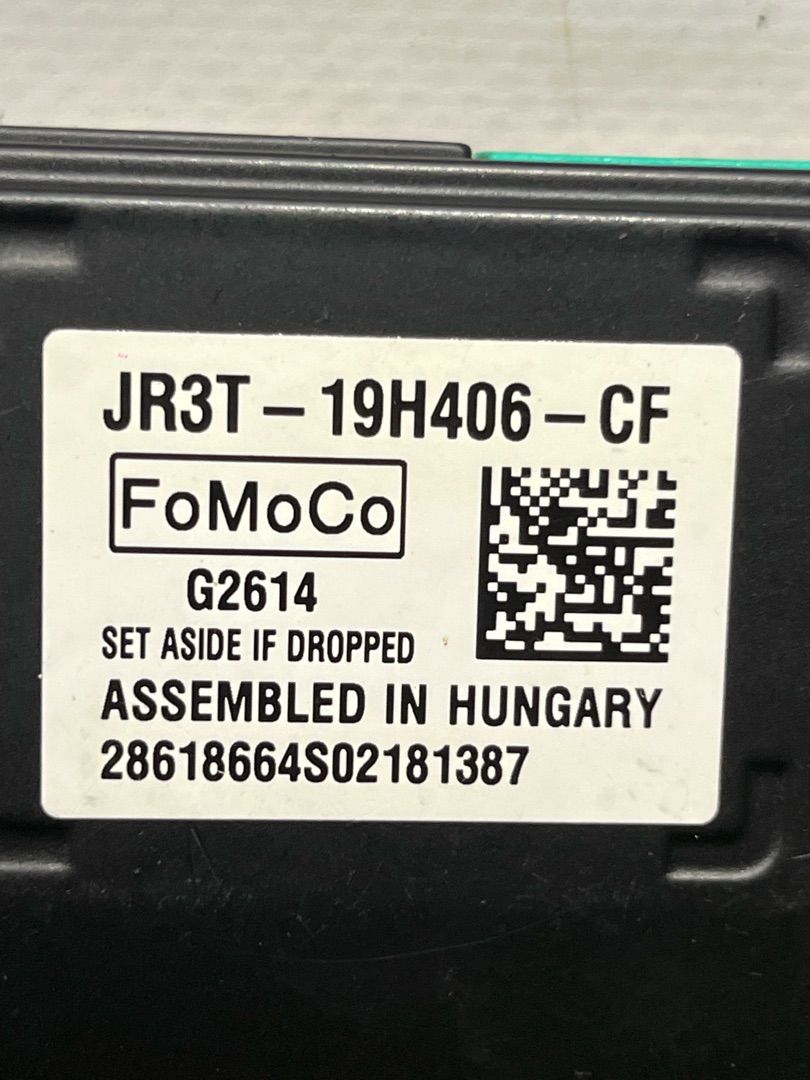 JR3T-19H406-CF
FoMoCo
G2614
SET ASIDE IF DROPPED
ASSEMBLED IN HUNGARY
28618664S02181387